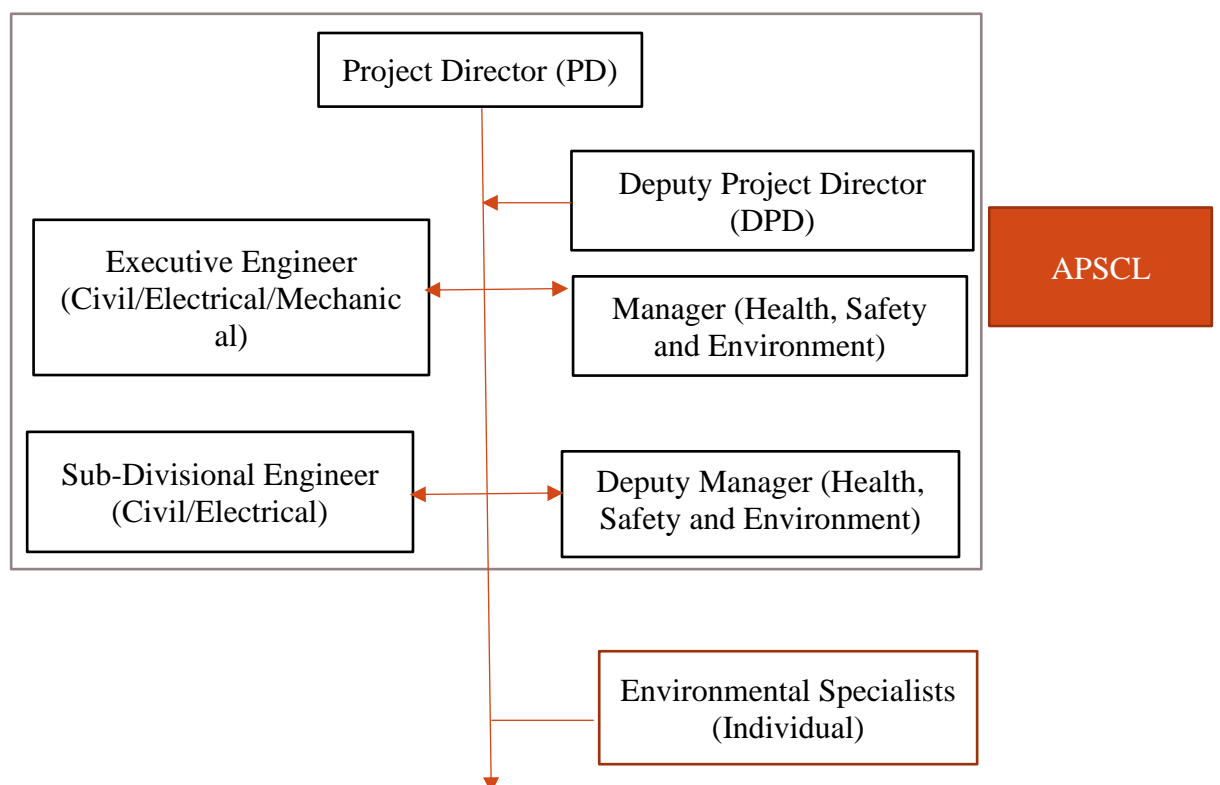 Project Director (PD)
Deputy Project Director
(DPD)
Executive Engineer
(Civil/Electrical/Mechanic
al)
APSCL
Manager (Health, Safety
and Environment)
Sub-Divisional Engineer
(Civil/Electrical)
Deputy Manager (Health,
Safety and Environment)
Environmental Specialists
(Individual)